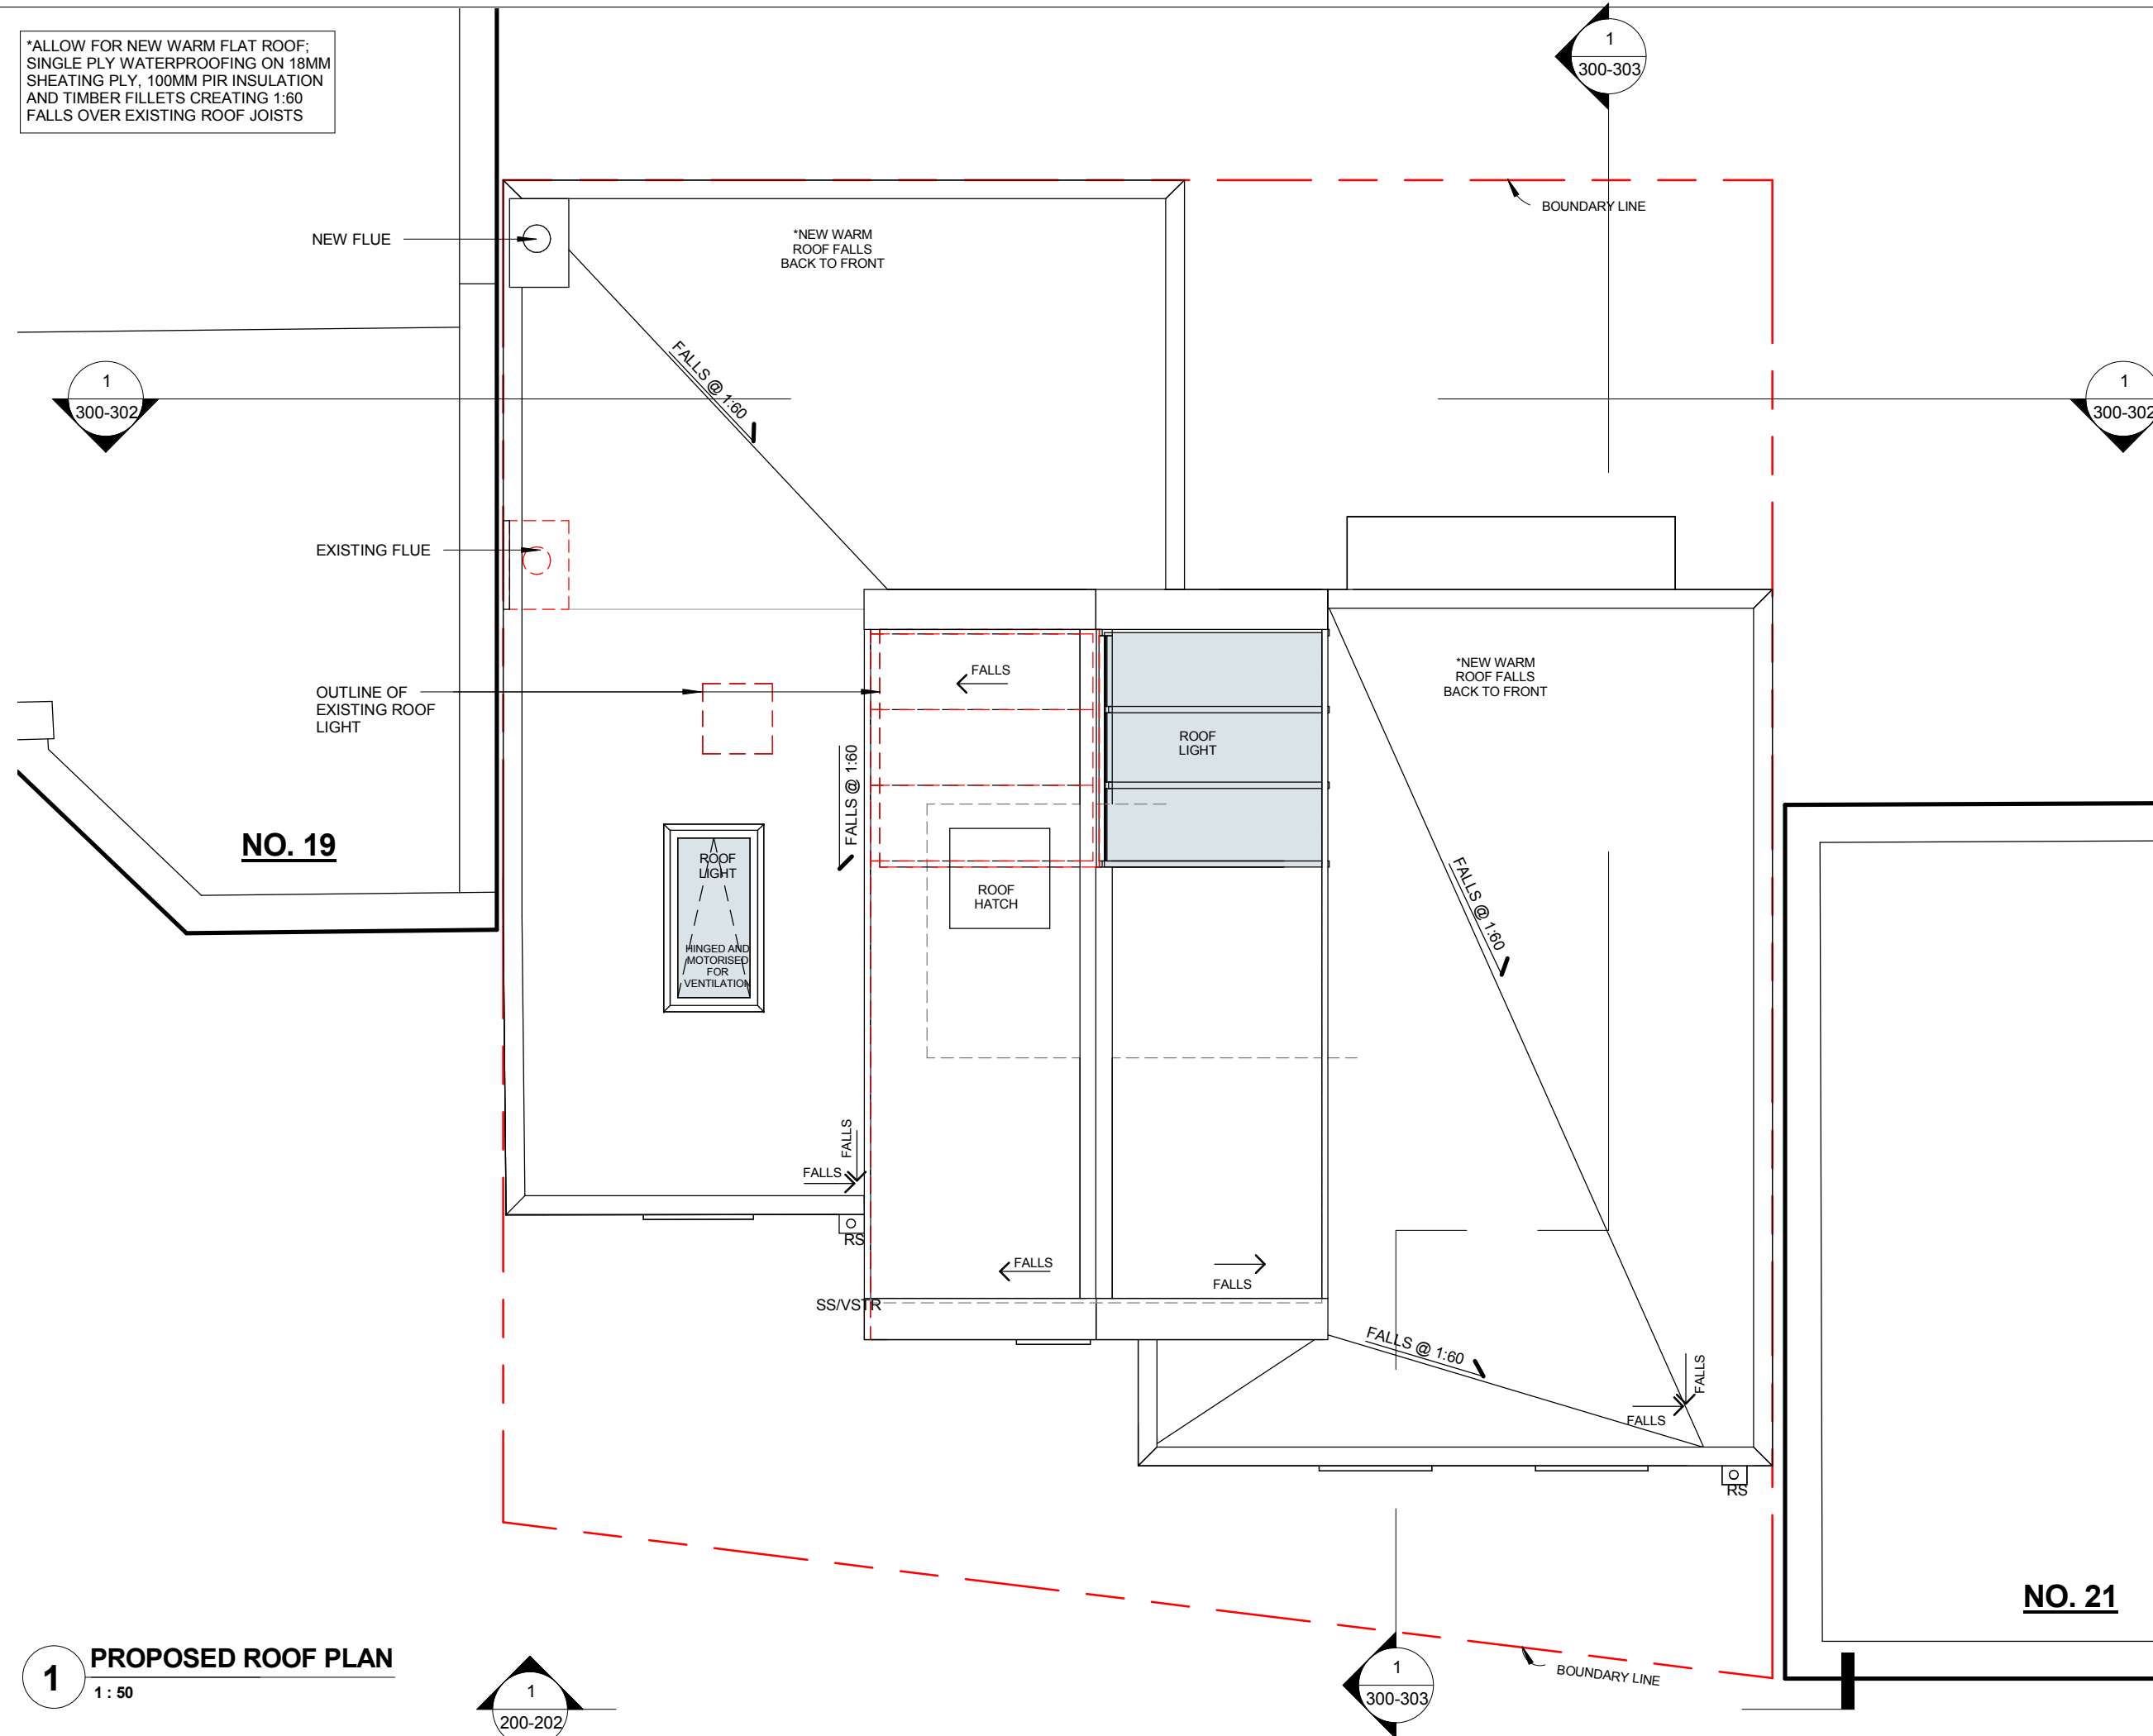 *ALLOW FOR NEW WARM FLAT ROOF;
SINGLE PLY WATERPROOFING ON 18MM
SHEATING PLY, 100MM PIR INSULATION
AND TIMBER FILLETS CREATING 1:60
FALLS OVER EXISTING ROOF JOISTS
1
300-303
BOUNDARY LINE
NEW FLUE
*NEW WARM
ROOF FALLS
BACK TO FRONT
FALLS @ 1:60
1
300-302
1
300-302
EXISTING FLUE
OUTLINE OF
EXISTING ROOF
LIGHT
FALLS
*NEW WARM
ROOF FALLS
BACK TO FRONT
ROOF
LIGHT
FALLS @ 1:60
NO. 19
ROOF
LIGHT
HINGED AND
MOTORISED
FOR
VENTILATION
ROOF
HATCH
FALLS @ 1:60
FALLS
FALLS
RS
FALLS
FALLS
SS/VSTR
FALLS @ 1:60
FALLS
FALLS
RS
NO. 21
BOUNDARY LINE
1
PROPOSED ROOF PLAN
1 : 50
1
200-202
1
300-303